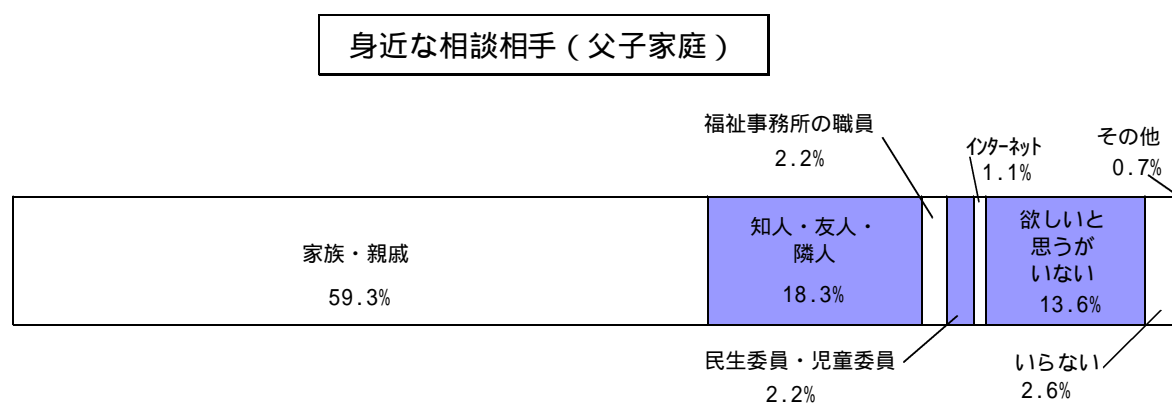 身近な相談相手(父子家庭)
福祉事務所の職員
2.2%
インターネット
1.1%
その他
0.7%
家族・親戚
59.3%
知人・友人・
隣人
18.3%
欲しいと
思うが
いない
13.6%
民生委員・児童委員
2.2%
いらない
2.6%